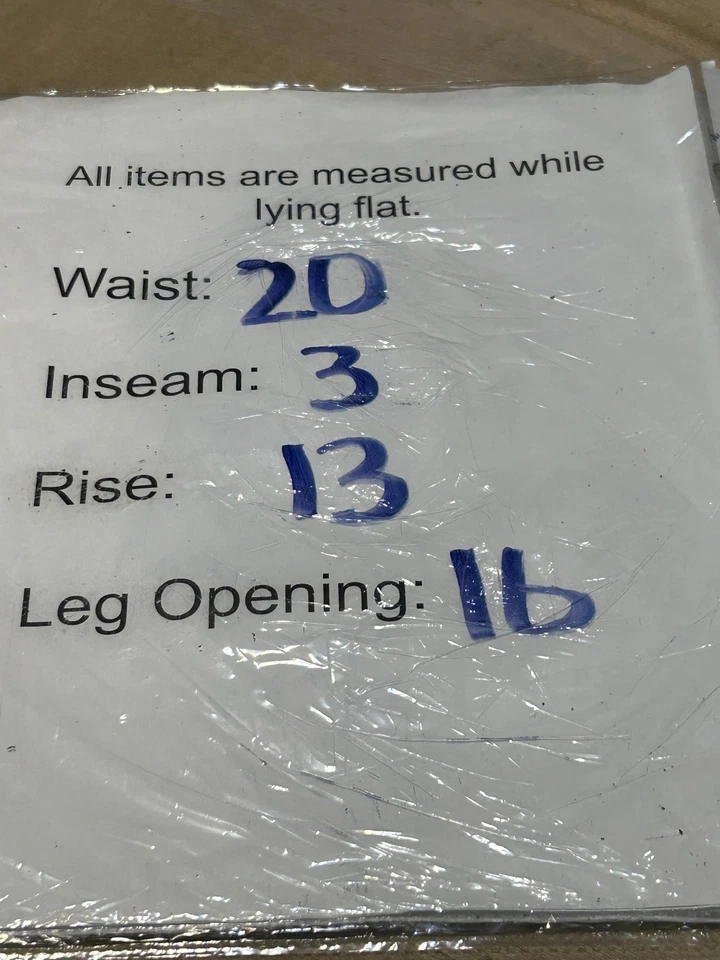 All items are measured while
lying flat.
Waist: 20
Inseam: 3
Rise: 13
Leg Opening: 16